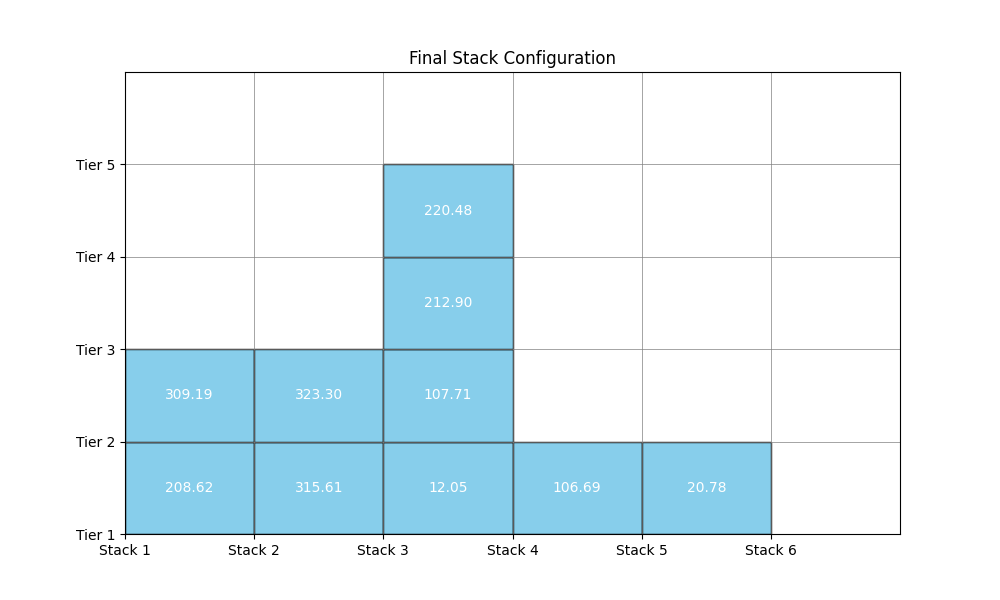 Final Stack Configuration
Tier 5
220.48
Tier 4
212.90
Tier 3
309.19 323.30 107.71
Tier 2
208.62 315.61 12.05 106.69 20.78
Tier 1
Stack 1 Stack 2 Stack 3 Stack 4 Stack 5 Stack 6